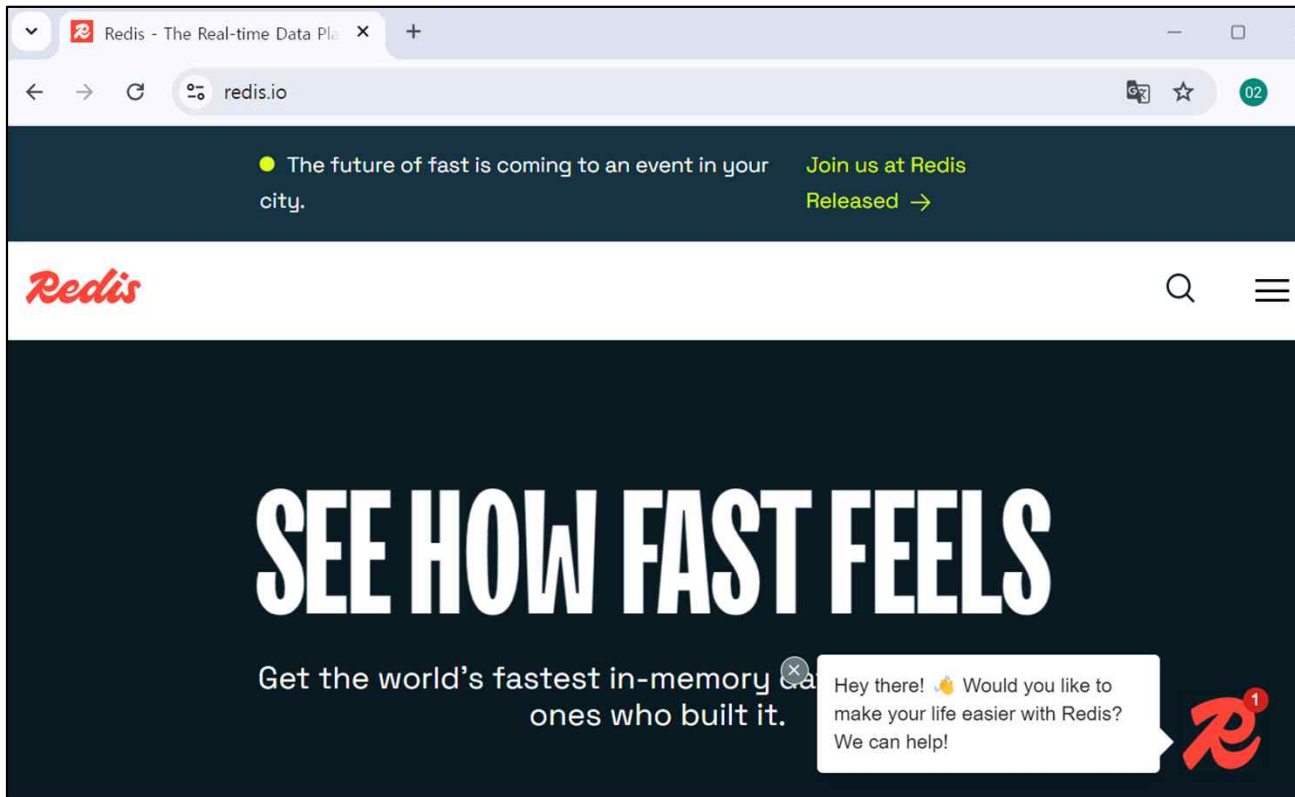 Redis - The Real-time Data Pla
redis.io
02
The future of fast is coming to an event in your
city.
Join us at Redis
Released →
Redis
SEE HOW FAST FEELS
Get the world's fastest in-memory
ones who built it.
Hey there! 👋 Would you like to
make your life easier with Redis?
We can help!
1